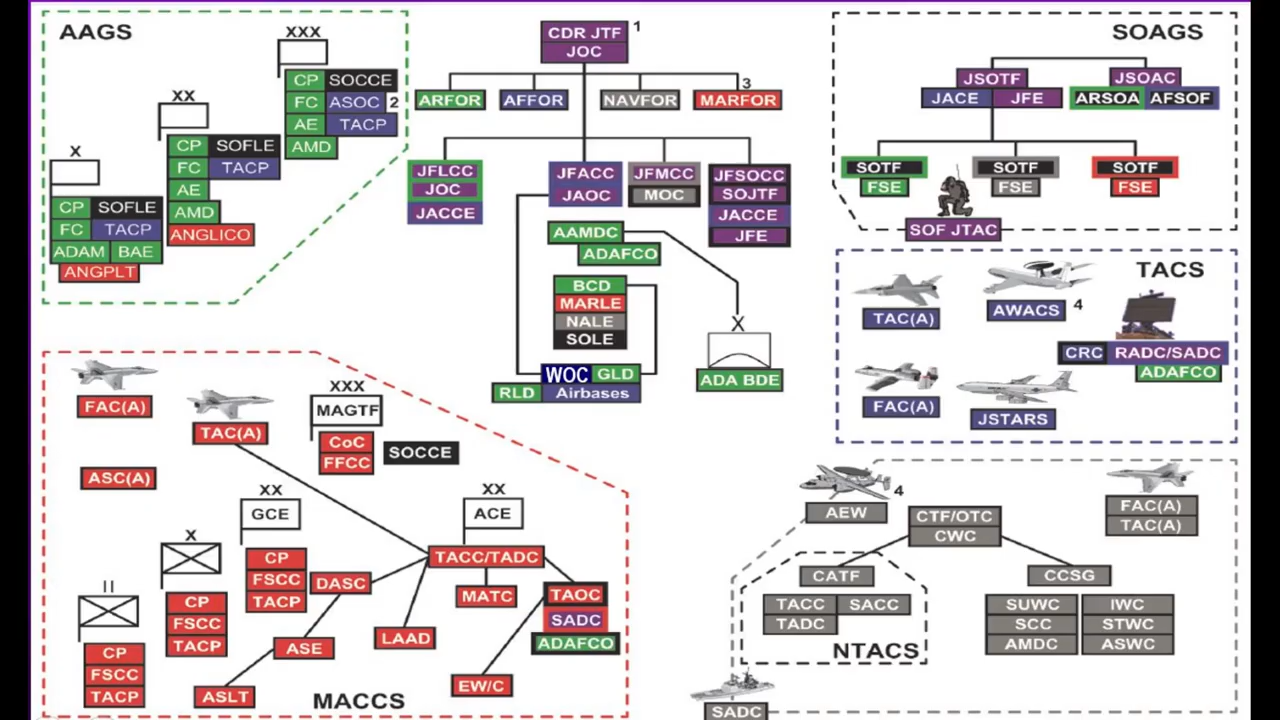 AAGS
XXX
CP SOCCE
FC ASOC 2
AE TACP
AMD
XX
CP SOFLE
FC TACP
AE
AMD
ANGLICO
X
CP SOFLE
FC TACP
ADAM BAE
ANGPLT
CDR JTF 1
JOC
ARFOR AFFOR NAVFOR MARFOR 3
JFLCC
JOC
JACCE
JFACC
JAOC
JFMCC
MOC
JFSOCC
SOJTF
JACCE
JFE
AAMDC
ADAFCO
BCD
MARLE
NALE
SOLE
WOC GLD
RLD Airbases
X
ADA BDE
SOAGS
JSOTF
JACE JFE
JSOAC
ARSOA AFSOF
SOTF
FSE
SOTF
FSE
SOTF
FSE
SOF JTAC
TACS
TAC(A)
AWACS 4
CRC RADC/SADC
ADAFCO
FAC(A)
JSTARS
FAC(A)
TAC(A)
ASC(A)
XXX
MAGTF
CoC
FFCC
SOCCE
XX
GCE
CP
FSCC
TACP
X
CP
FSCC
TACP
II
CP
FSCC
TACP
XX
ACE
TACC/TADC
DASC
MATC
TAOC
SADC
ADAFCO
LAAD
ASE
ASLT
EW/C
MACCS
4
AEW
FAC(A)
TAC(A)
CTF/OTC
CWC
CATF
TACC SACC
TADC
NTACS
CCSG
SUWC IWC
SCC STWC
AMDC ASWC
SADC